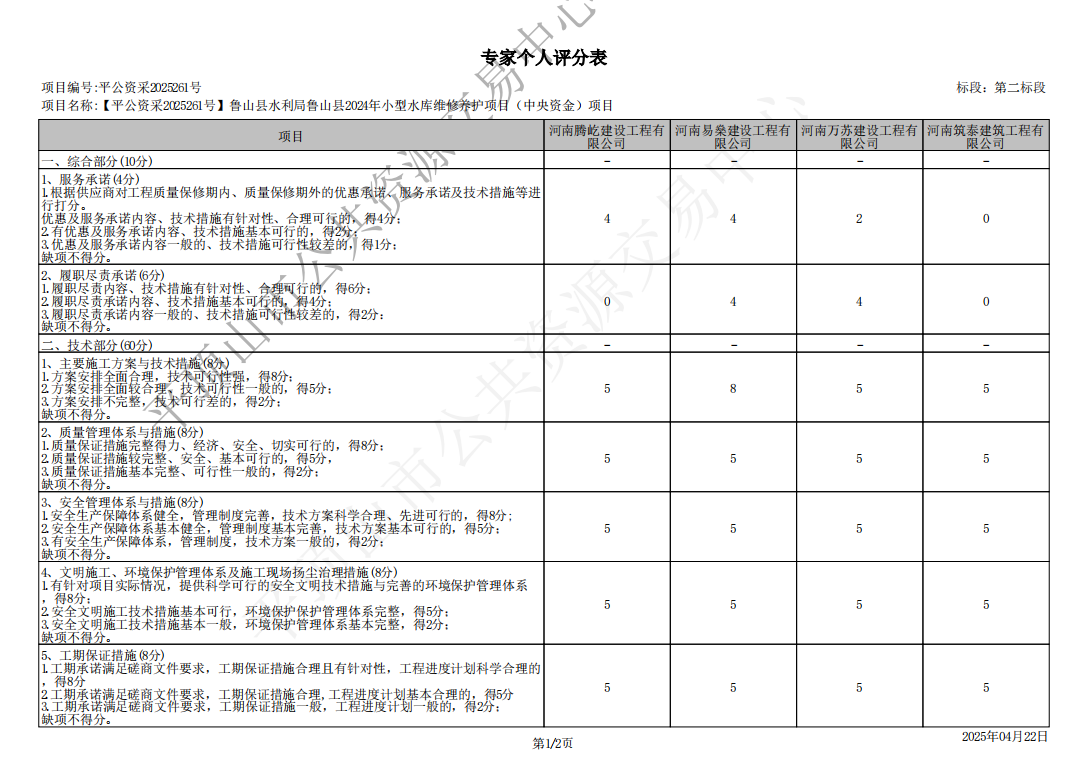 专家个人评分表
项目编号:平公资采2025261号
标段：第二标段
项目名称:【平公资采2025261号】鲁山县水利局鲁山县2024年小型水库维修养护项目（中央资金）项目
项目
河南腾屹建设工程有限公司
河南易燊建设工程有限公司
河南万苏建设工程有限公司
河南筑泰建筑工程有限公司
一、综合部分(10分)
- - - -
1、服务承诺(4分)
1.根据供应商对工程质量保修期内、质量保修期外的优惠承诺、服务承诺及技术措施等进
行打分。
优惠及服务承诺内容、技术措施有针对性、合理可行的，得4分；
2.有优惠及服务承诺内容、技术措施基本可行的，得2分；
3.优惠及服务承诺内容一般的、技术措施可行性较差的，得1分；
缺项不得分。
4 4 2 0
2、履职尽责承诺(6分)
1.履职尽责内容、技术措施有针对性、合理可行的，得6分；
2.履职尽责承诺内容、技术措施基本可行的，得4分；
3.履职尽责承诺内容一般的、技术措施可行性较差的，得2分；
缺项不得分。
0 4 4 0
二、技术部分(60分)
- - - -
1、主要施工方案与技术措施(8分)
1.方案安排全面合理，技术可行性强，得8分；
2.方案安排全面较合理，技术可行性一般的，得5分；
3.方案安排不完整，技术可行差的，得2分；
缺项不得分。
5 8 5 5
2、质量管理体系与措施(8分)
1.质量保证措施完整得力、经济、安全、切实可行的，得8分；
2.质量保证措施较完整、安全、基本可行的，得5分，
3.质量保证措施基本完整、可行性一般的，得2分；
缺项不得分。
5 5 5 5
3、安全管理体系与措施(8分)
1.安全生产保障体系健全，管理制度完善，技术方案科学合理、先进可行的，得8分；
2.安全生产保障体系基本健全，管理制度基本完善，技术方案基本可行的，得5分；
3.有安全生产保障体系，管理制度，技术方案一般的，得2分；
缺项不得分。
5 5 5 5
4、文明施工、环境保护管理体系及施工现场扬尘治理措施(8分)
1.有针对项目实际情况，提供科学可行的安全文明技术措施与完善的环境保护管理体系
，得8分；
2.安全文明施工技术措施基本可行，环境保护保护管理体系完整，得5分；
3.安全文明施工技术措施基本一般，环境保护管理体系基本完整，得2分；
缺项不得分。
5 5 5 5
5、工期保证措施(8分)
1.工期承诺满足磋商文件要求，工期保证措施合理且有针对性，工程进度计划科学合理的
，得8分
2.工期承诺满足磋商文件要求，工期保证措施合理,工程进度计划基本合理的，得5分
3.工期承诺满足磋商文件要求，工期保证措施一般，工程进度计划一般的，得2分；
缺项不得分。
5 5 5 5
第1/2页
2025年04月22日
平顶山市公共资源交易中心
平顶山市公共资源交易中心